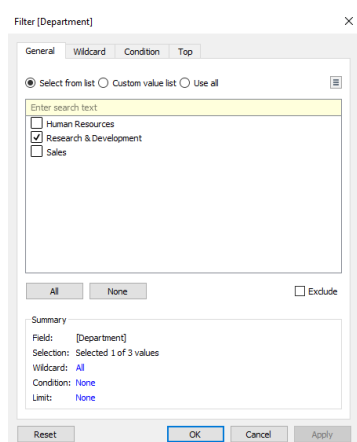 Filter [Department]
General Wildcard Condition Top
Select from list Custom value list Use all
Enter search text
Human Resources
Research & Development
Sales
All None Exclude
Summary
Field: [Department]
Selection: Selected 1 of 3 values
Wildcard: All
Condition: None
Limit: None
Reset OK Cancel Apply